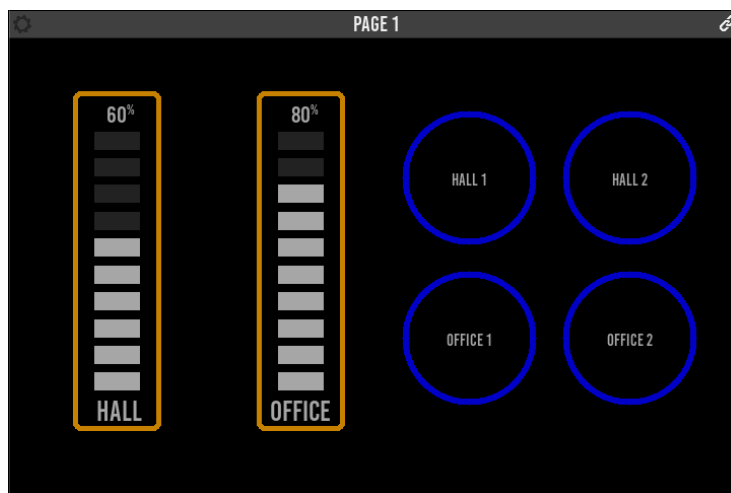 PAGE 1
60%
HALL
80%
OFFICE
HALL 1
HALL 2
OFFICE 1
OFFICE 2